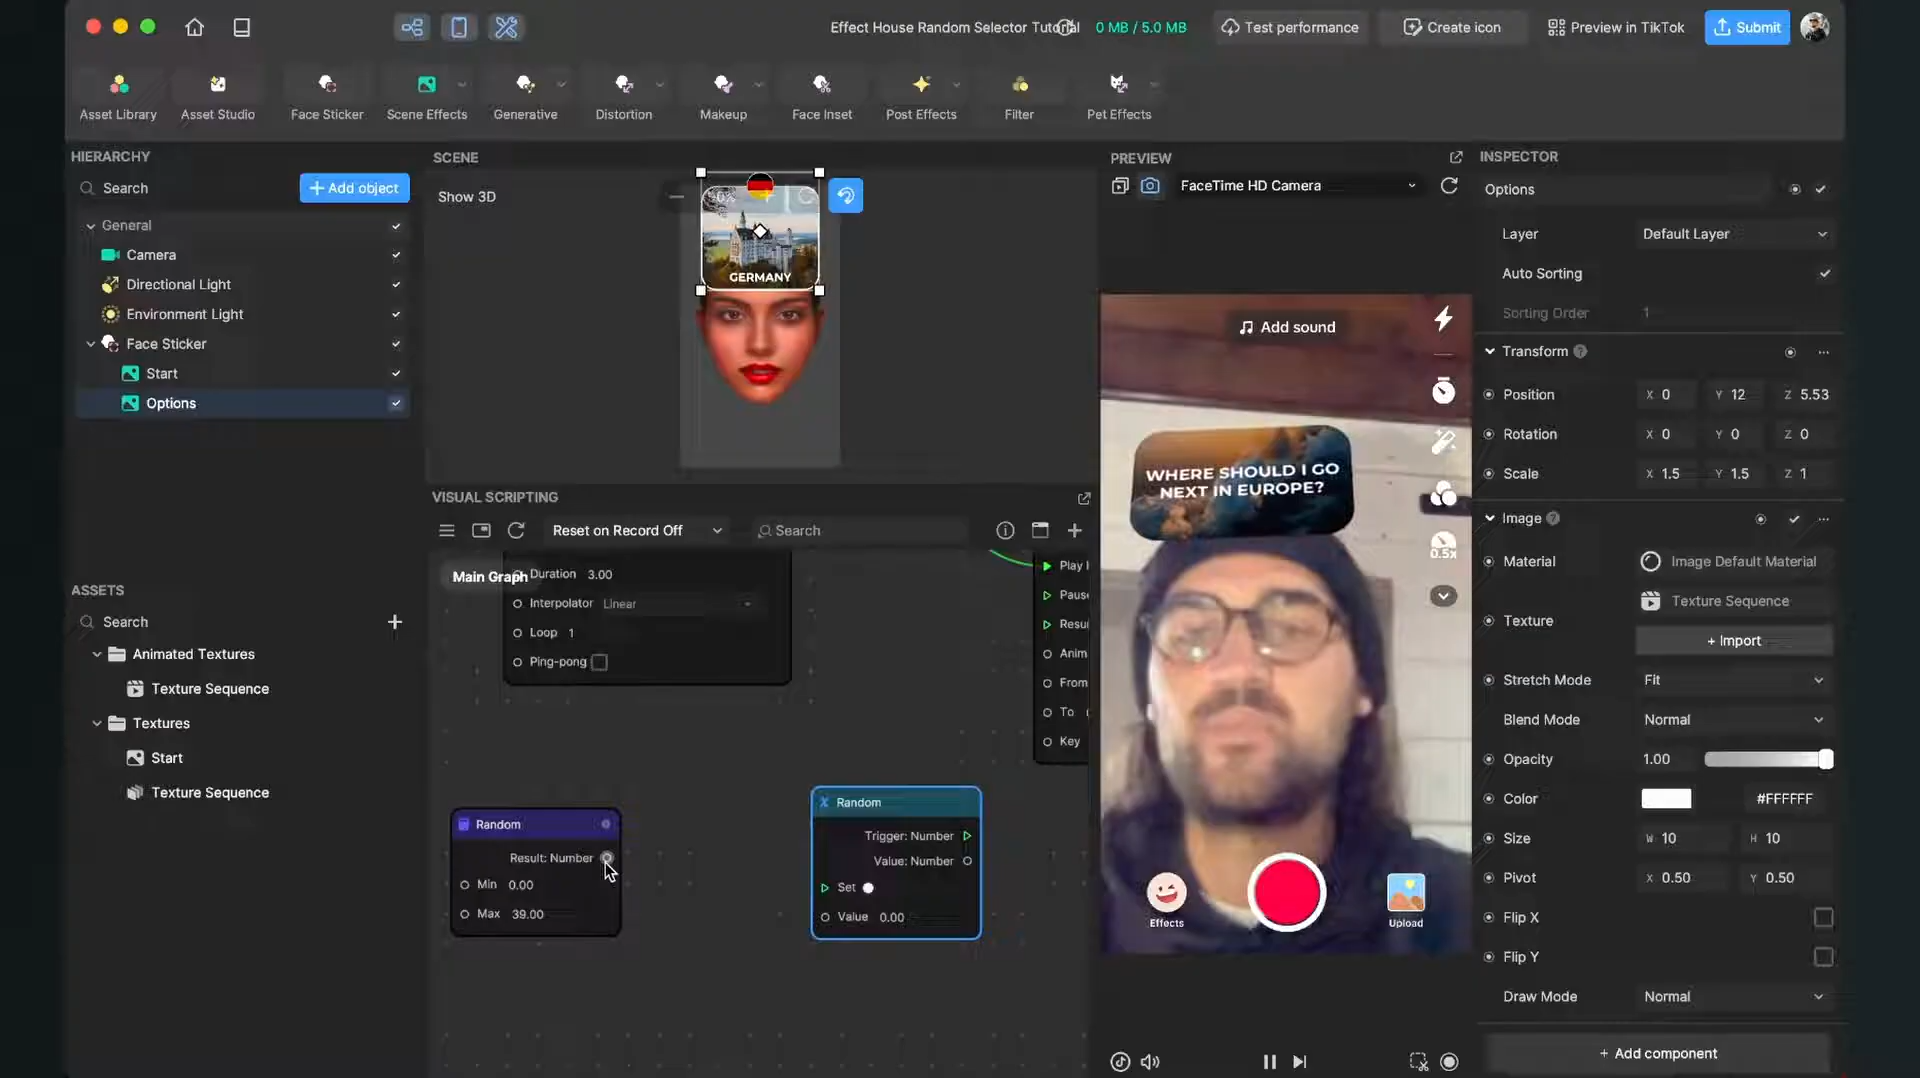 Effect House Random Selector Tutorial
0 MB / 5.0 MB
Test performance
Create icon
Preview in TikTok
Submit
Asset Library
Asset Studio
Face Sticker
Scene Effects
Generative
Distortion
Makeup
Face Inset
Post Effects
Filter
Pet Effects
HIERARCHY
Search
+ Add object
General
Camera
Directional Light
Environment Light
Face Sticker
Start
Options
ASSETS
Search
Animated Textures
Texture Sequence
Textures
Start
Texture Sequence
SCENE
Show 3D
GERMANY
VISUAL SCRIPTING
Reset on Record Off
Search
Main Graph
Duration 3.00
Interpolator Linear
Loop 1
Ping-pong
Play
Pause
Resu
Anim
From
To
Key
Random
Result: Number
Min 0.00
Max 39.00
Random
Trigger: Number
Value: Number
Set
Value 0.00
PREVIEW
FaceTime HD Camera
Add sound
WHERE SHOULD I GO
NEXT IN EUROPE?
0.5x
Effects
Upload
INSPECTOR
Options
Layer Default Layer
Auto Sorting
Sorting Order 1
Transform
Position X 0 Y 12 Z 5.53
Rotation X 0 Y 0 Z 0
Scale X 1.5 Y 1.5 Z 1
Image
Material Image Default Material
Texture Sequence
Texture
+ Import
Stretch Mode Fit
Blend Mode Normal
Opacity 1.00
Color #FFFFFF
Size W 10 H 10
Pivot X 0.50 Y 0.50
Flip X
Flip Y
Draw Mode Normal
+ Add component